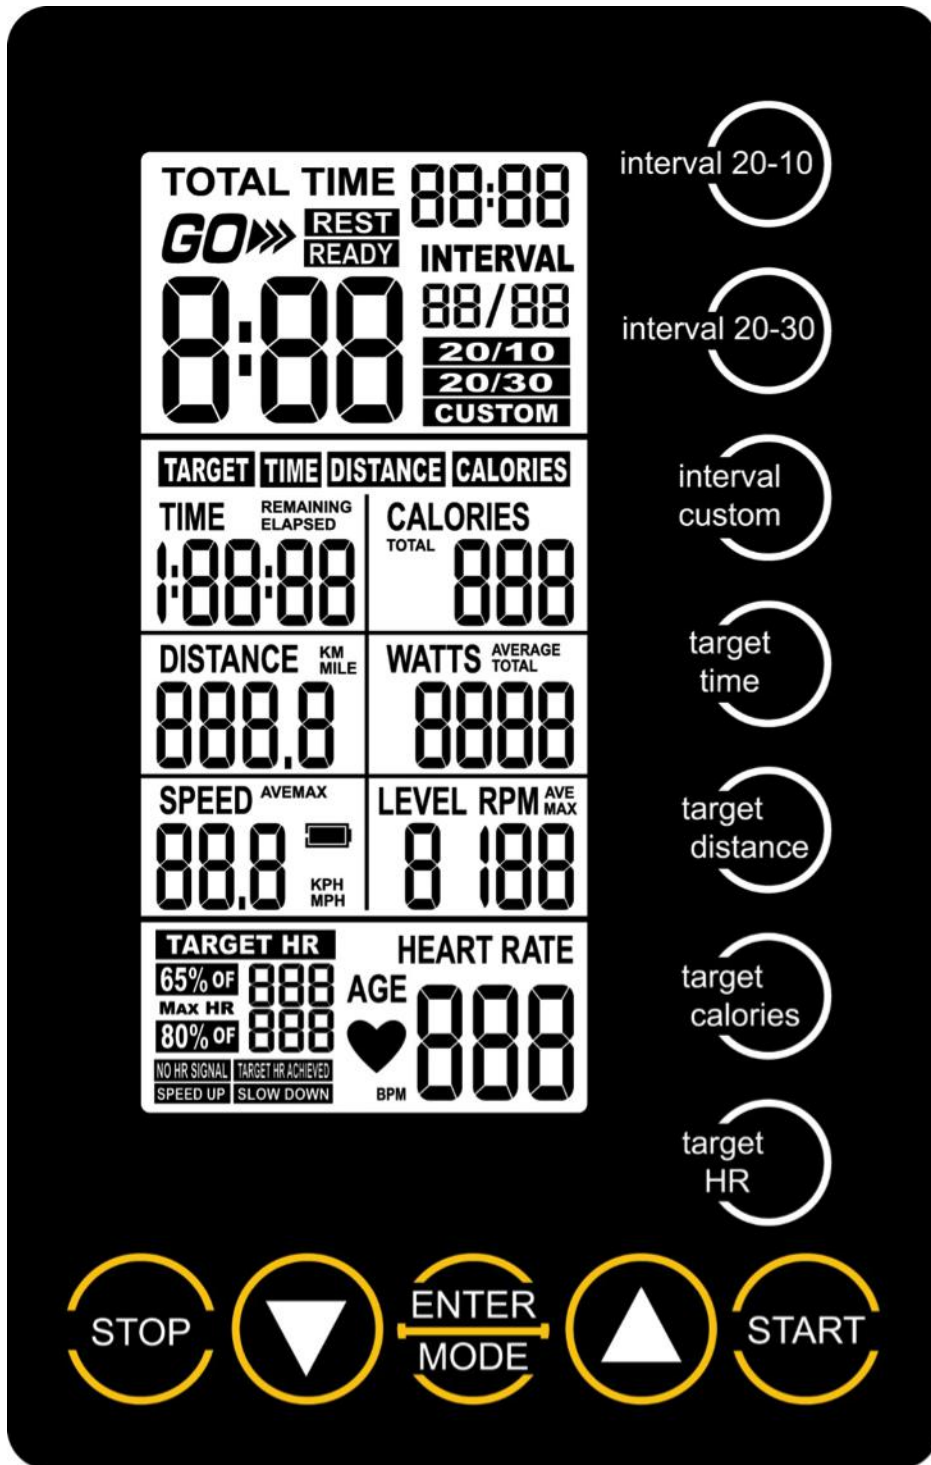 TOTAL TIME 88:88
GO REST
READY
INTERVAL
8:88
88/88
20/10
20/30
CUSTOM
TARGET TIME DISTANCE CALORIES
TIME REMAINING
ELAPSED
1:88:88
CALORIES
TOTAL
888
DISTANCE KM
MILE
888.8
WATTS AVERAGE
TOTAL
8888
SPEED AVEMAX
88.8
KPH
MPH
LEVEL RPM AVE
MAX
8 188
TARGET HR
65% OF 888
MAX HR
80% OF 888
NO HR SIGNAL TARGET HR ACHIEVED
SPEED UP SLOW DOWN
HEART RATE
AGE
888
BPM
interval 20-10
interval 20-30
interval
custom
target
time
target
distance
target
calories
target
HR
STOP
ENTER
MODE
START